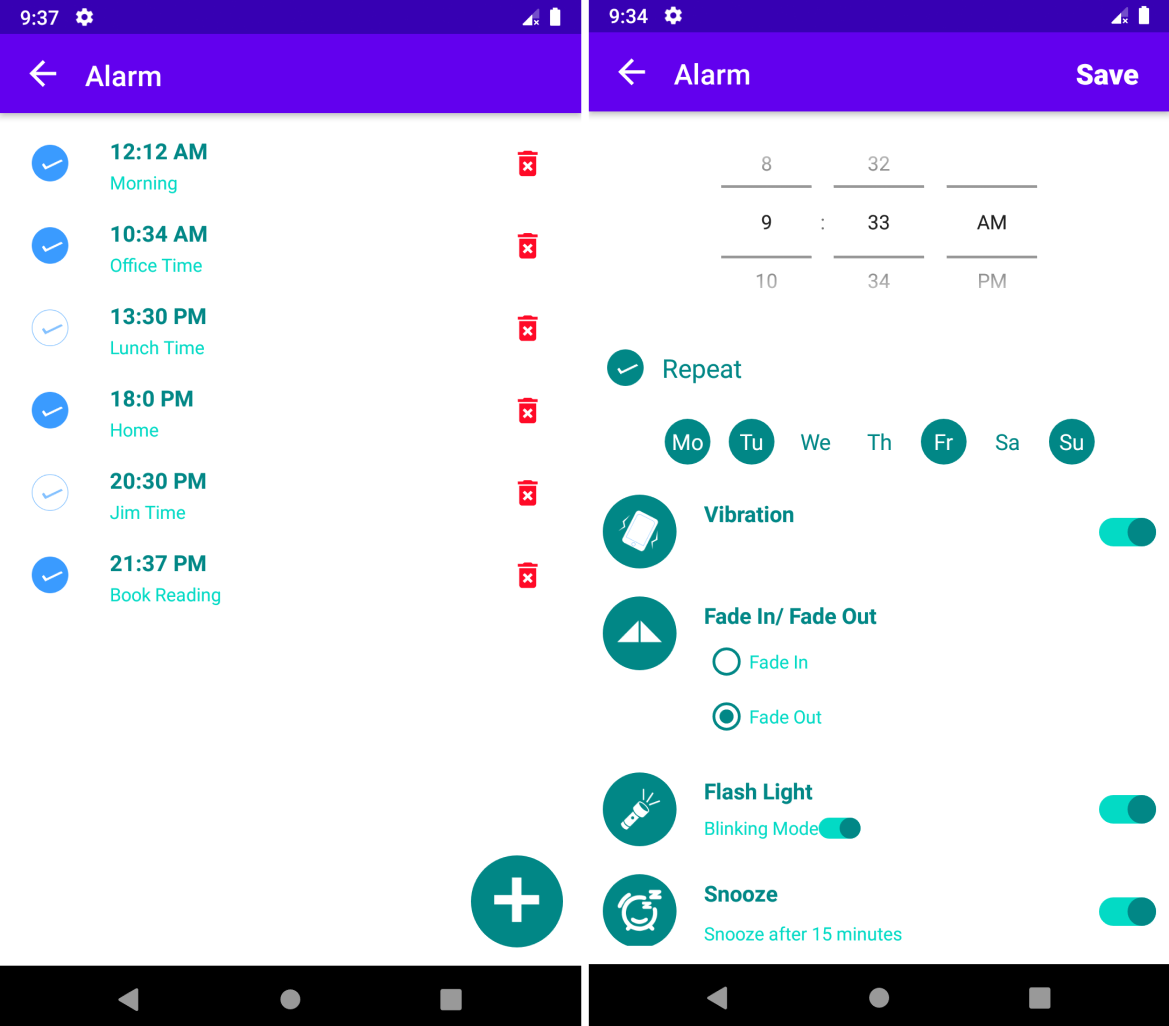 9:37
Alarm
12:12 AM
Morning
10:34 AM
Office Time
13:30 PM
Lunch Time
18:0 PM
Home
20:30 PM
Jim Time
21:37 PM
Book Reading
9:34
Alarm Save
8 32
9 : 33 AM
10 34 PM
Repeat
Mo Tu We Th Fr Sa Su
Vibration
Fade In/ Fade Out
Fade In
Fade Out
Flash Light
Blinking Mode
Snooze
Snooze after 15 minutes